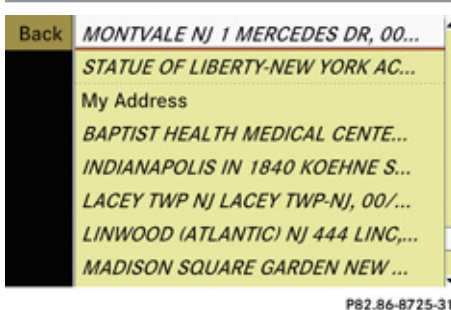 Back
MONTVALE NJ 1 MERCEDES DR, 00...
STATUE OF LIBERTY-NEW YORK AC...
My Address
BAPTIST HEALTH MEDICAL CENTE...
INDIANAPOLIS IN 1840 KOEHNE S...
LACEY TWP NJ LACEY TWP-NJ, 00/...
LINWOOD (ATLANTIC) NJ 444 LINC,...
MADISON SQUARE GARDEN NEW ...
P82.86-8725-31